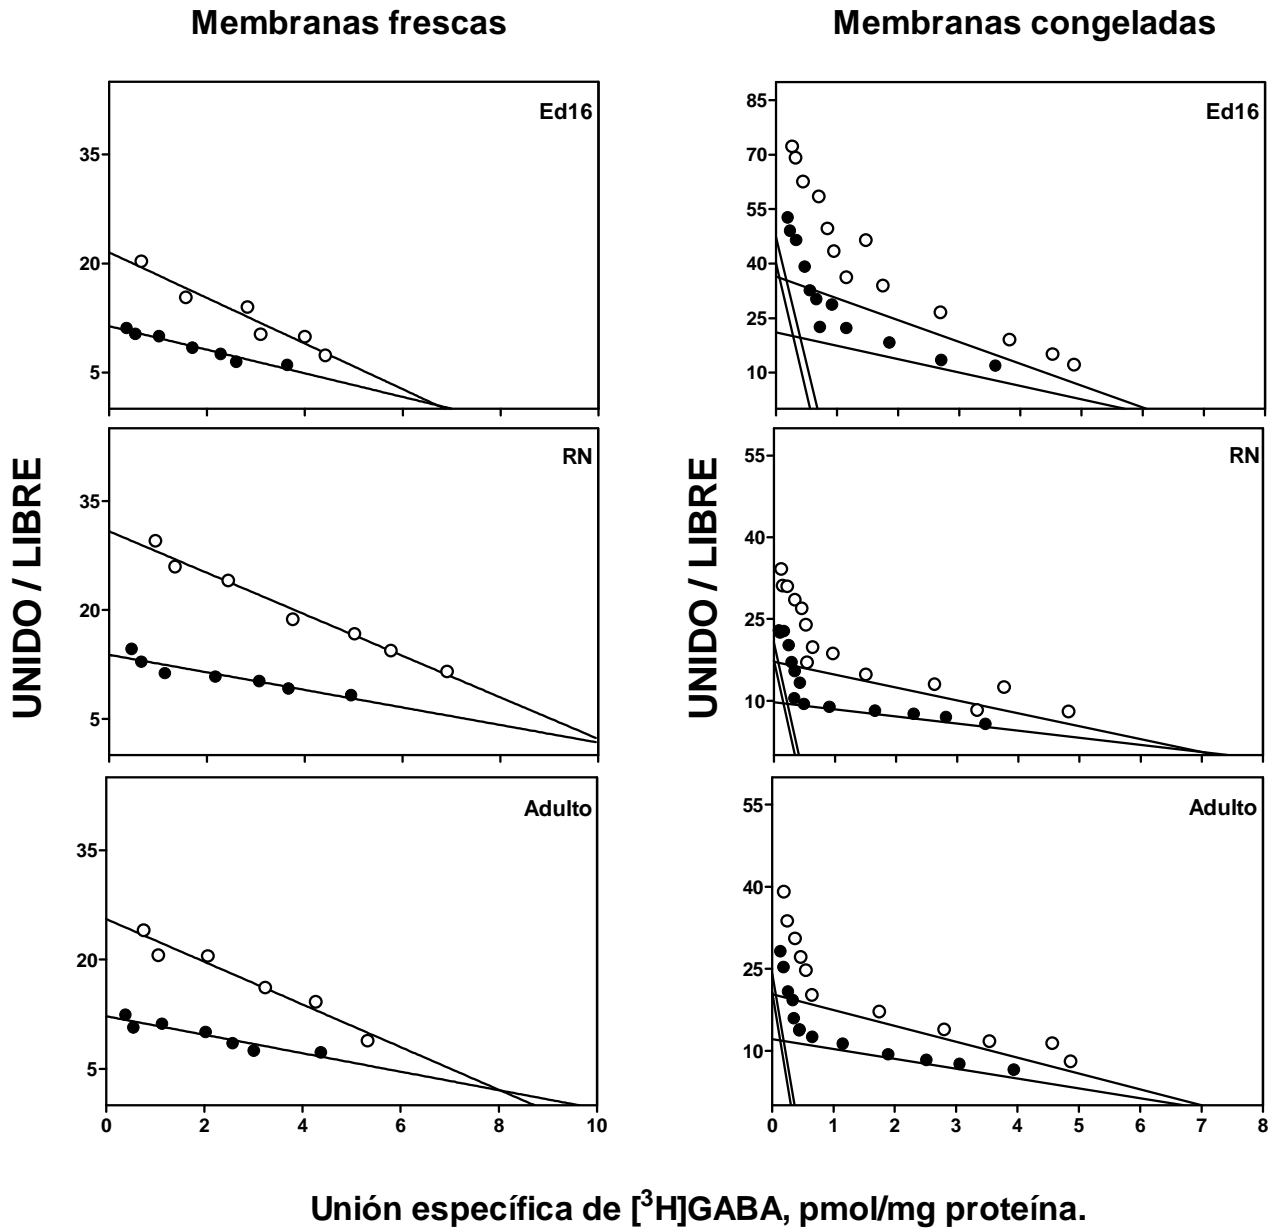 Membranas frescas
Membranas congeladas
Ed16
35
20
5
Ed16
85
70
55
40
25
10
UNIDO / LIBRE
RN
35
20
5
UNIDO / LIBRE
RN
55
40
25
10
Adulto
35
20
5
0 2 4 6 8 10
Adulto
55
40
25
10
0 1 2 3 4 5 6 7 8
Unión específica de [³H]GABA, pmol/mg proteína.